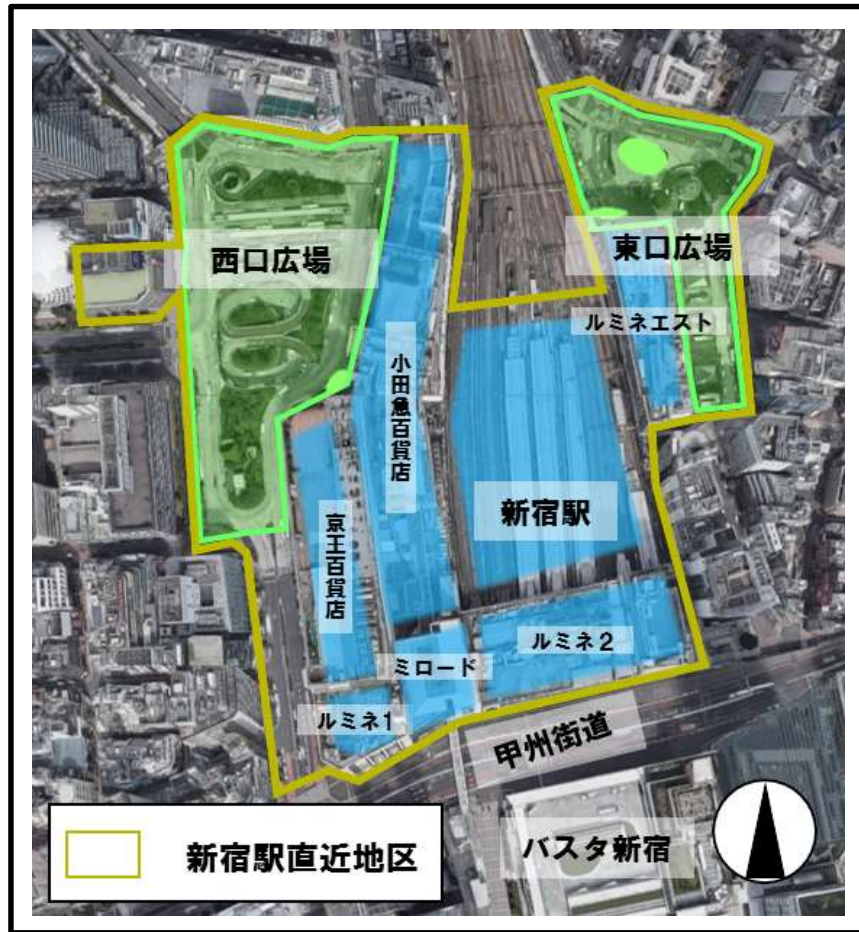 西口広場
東口広場
ルミネエスト
小田急百貨店
新宿駅
京王百貨店
ルミネ2
ミロード
ルミネ1
甲州街道
バスタ新宿
新宿駅直近地区